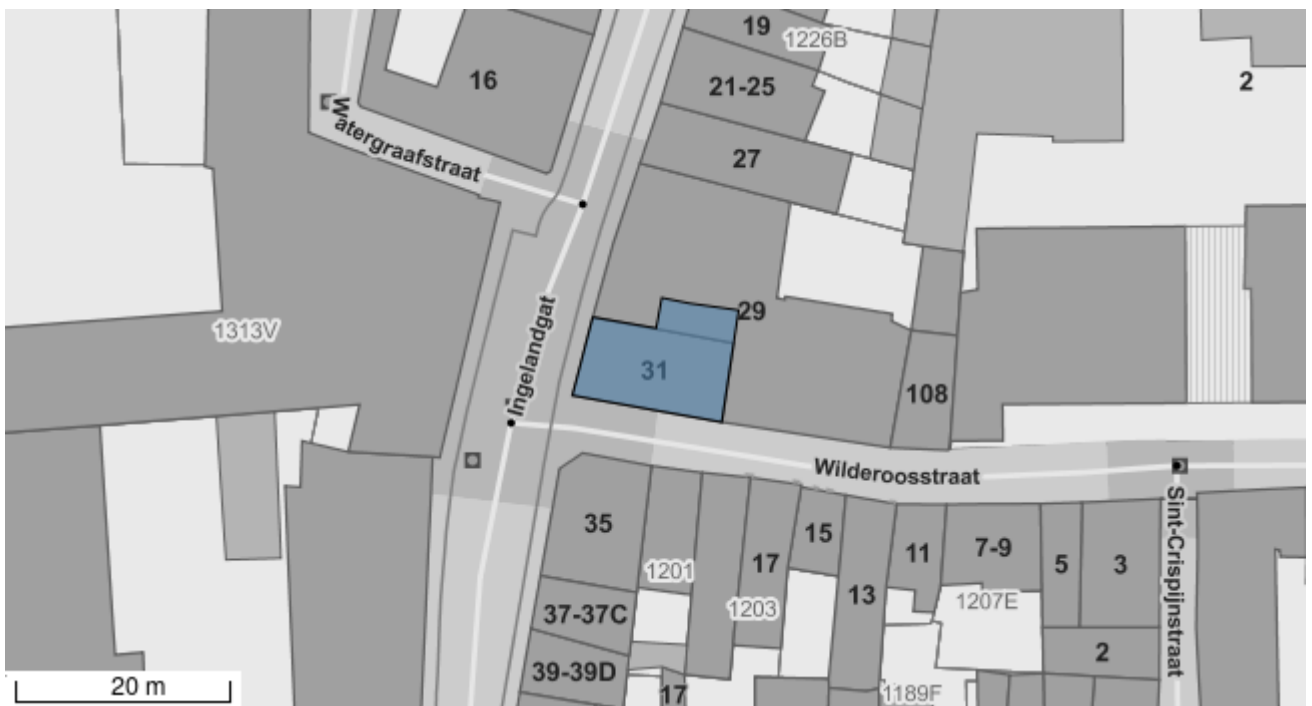 19
1226B
16
21-25
2
Watergraafstraat
27
Ingelandgat
29
1313V
31
108
Wilderoosstraat
35
1201
17
1203
15
13
11
7-9
1207E
5
3
Sint-Crispijnstraat
37-37C
39-39D
17
2
1189F
20 m